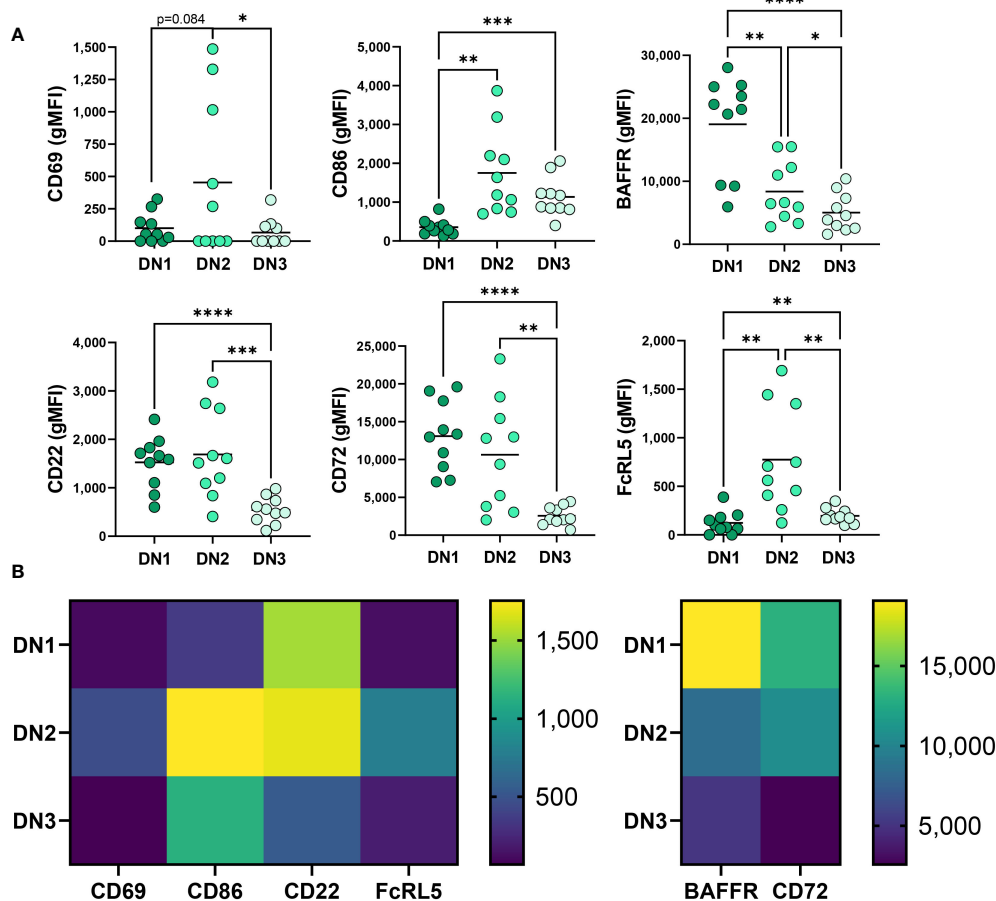 A
p=0.084
*
CD69 (gMFI)
1,500
1,250
1,000
750
500
250
0
DN1 DN2 DN3
***
**
CD86 (gMFI)
5,000
4,000
3,000
2,000
1,000
0
DN1 DN2 DN3
****
** *
BAFFR (gMFI)
30,000
20,000
10,000
0
DN1 DN2 DN3
****
***
CD22 (gMFI)
4,000
3,000
2,000
1,000
0
DN1 DN2 DN3
****
**
CD72 (gMFI)
25,000
20,000
15,000
10,000
5,000
0
DN1 DN2 DN3
**
** **
FcRL5 (gMFI)
2,000
1,500
1,000
500
0
DN1 DN2 DN3
B
DN1
DN2
DN3
CD69 CD86 CD22 FcRL5
1,500
1,000
500
DN1
DN2
DN3
BAFFR CD72
15,000
10,000
5,000